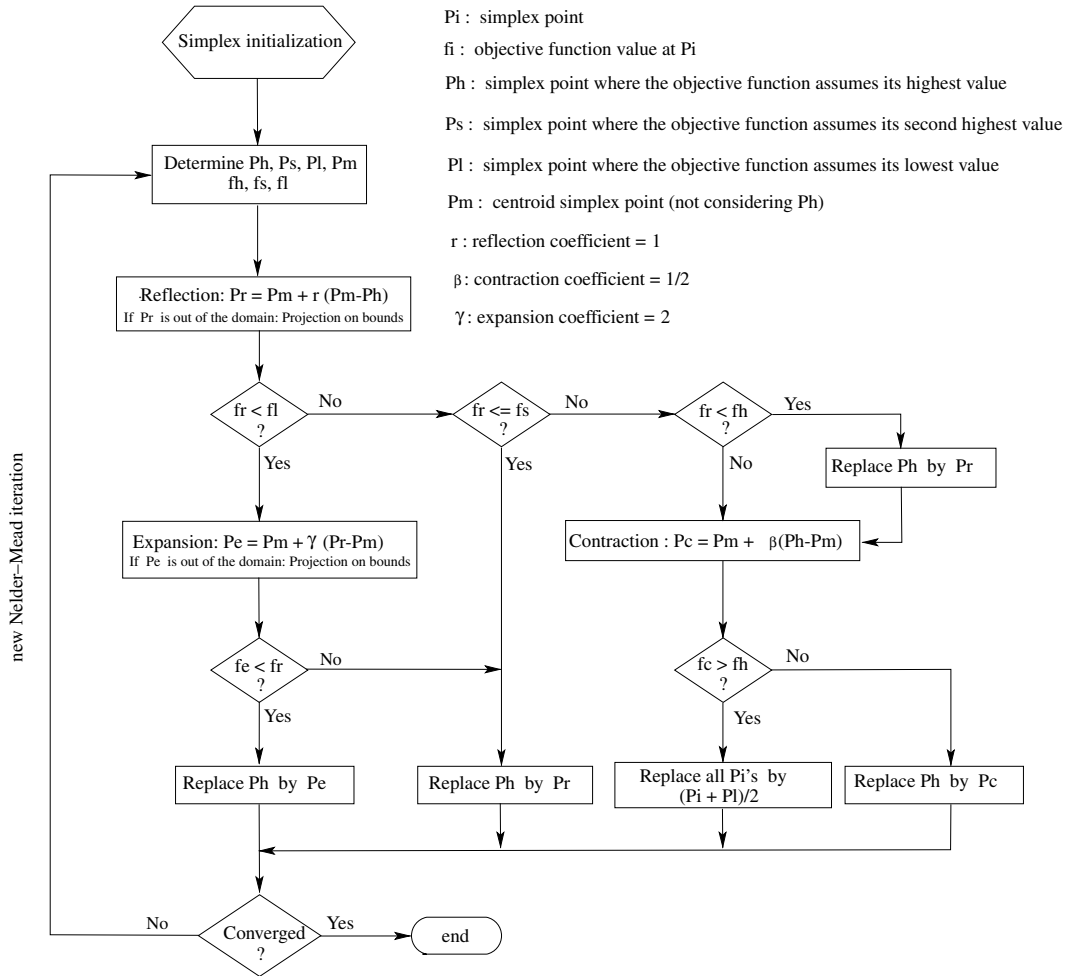 Simplex initialization
Pi : simplex point
fi : objective function value at Pi
Ph : simplex point where the objective function assumes its highest value
Ps : simplex point where the objective function assumes its second highest value
Pl : simplex point where the objective function assumes its lowest value
Pm : centroid simplex point (not considering Ph)
r : reflection coefficient = 1
β : contraction coefficient = 1/2
γ : expansion coefficient = 2
Determine Ph, Ps, Pl, Pm
fh, fs, fl
Reflection: Pr = Pm + r (Pm-Ph)
If Pr is out of the domain: Projection on bounds
fr < fl
?
No
Yes
fr <= fs
?
No
Yes
fr < fh
?
Yes
No
Replace Ph by Pr
Expansion: Pe = Pm + γ (Pr-Pm)
If Pe is out of the domain: Projection on bounds
Contraction : Pc = Pm + β(Ph-Pm)
fe < fr
?
No
Yes
fc > fh
?
No
Yes
Replace Ph by Pe
Replace Ph by Pr
Replace all Pi's by
(Pi + Pl)/2
Replace Ph by Pc
new Nelder–Mead iteration
Converged
?
No
Yes
end